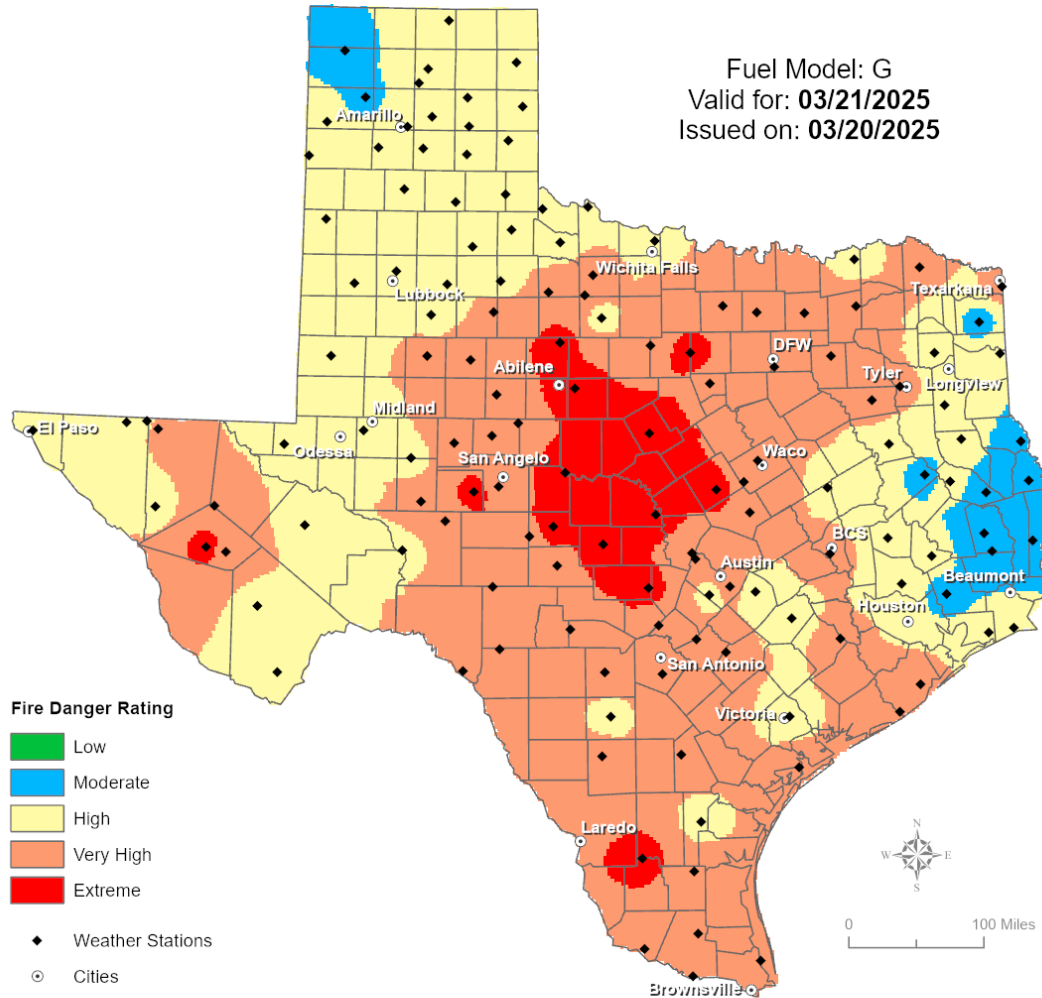 Fuel Model: G
Valid for: 03/21/2025
Issued on: 03/20/2025
Amarillo
Wichita Falls
Lubbock
Texarkana
DFW
Abilene
Tyler
Longview
Midland
El Paso
Odessa
San Angelo
Waco
BCS
Austin
Beaumont
Houston
San Antonio
Victoria
Laredo
Brownsville
Fire Danger Rating
Low
Moderate
High
Very High
Extreme
Weather Stations
Cities
N
W E
S
0 100 Miles